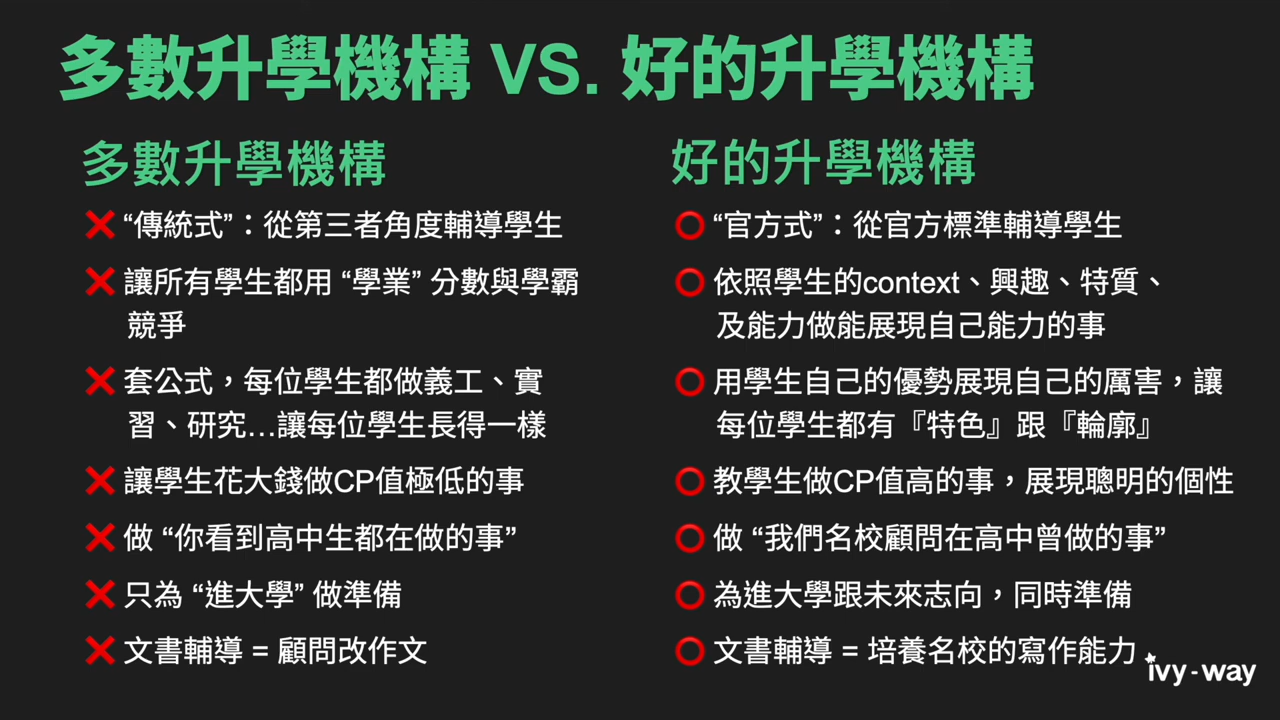 多數升學機構 VS. 好的升學機構
多數升學機構
❌ “傳統式”：從第三者角度輔導學生
❌ 讓所有學生都用 “學業” 分數與學霸
競爭
❌ 套公式，每位學生都做義工、實
習、研究...讓每位學生長得一樣
❌ 讓學生花大錢做CP值極低的事
❌ 做 “你看到高中生都在做的事”
❌ 只為 “進大學” 做準備
❌ 文書輔導 = 顧問改作文
好的升學機構
⭕ “官方式”：從官方標準輔導學生
⭕ 依照學生的context、興趣、特質、
及能力做能展現自己能力的事
⭕ 用學生自己的優勢展現自己的厲害，讓
每位學生都有『特色』跟『輪廓』
⭕ 教學生做CP值高的事，展現聰明的個性
⭕ 做 “我們名校顧問在高中曾做的事”
⭕ 為進大學跟未來志向，同時準備
⭕ 文書輔導 = 培養名校的寫作能力
ivy-way